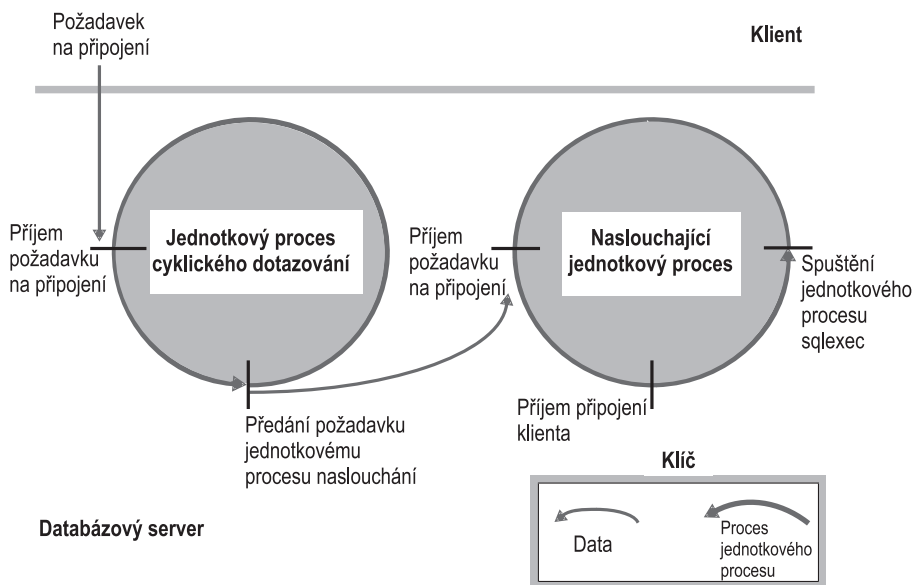 Požadavek
na připojení
Klient
Příjem
požadavku
na připojení
Jednotkový proces
cyklického dotazování
Příjem
požadavku
na připojení
Naslouchající
jednotkový proces
Spuštění
jednotkového
procesu
sqlexec
Předání požadavku
jednotkovému
procesu naslouchání
Příjem připojení
klienta
Klíč
Databázový server
Data
Proces
jednotkového
procesu